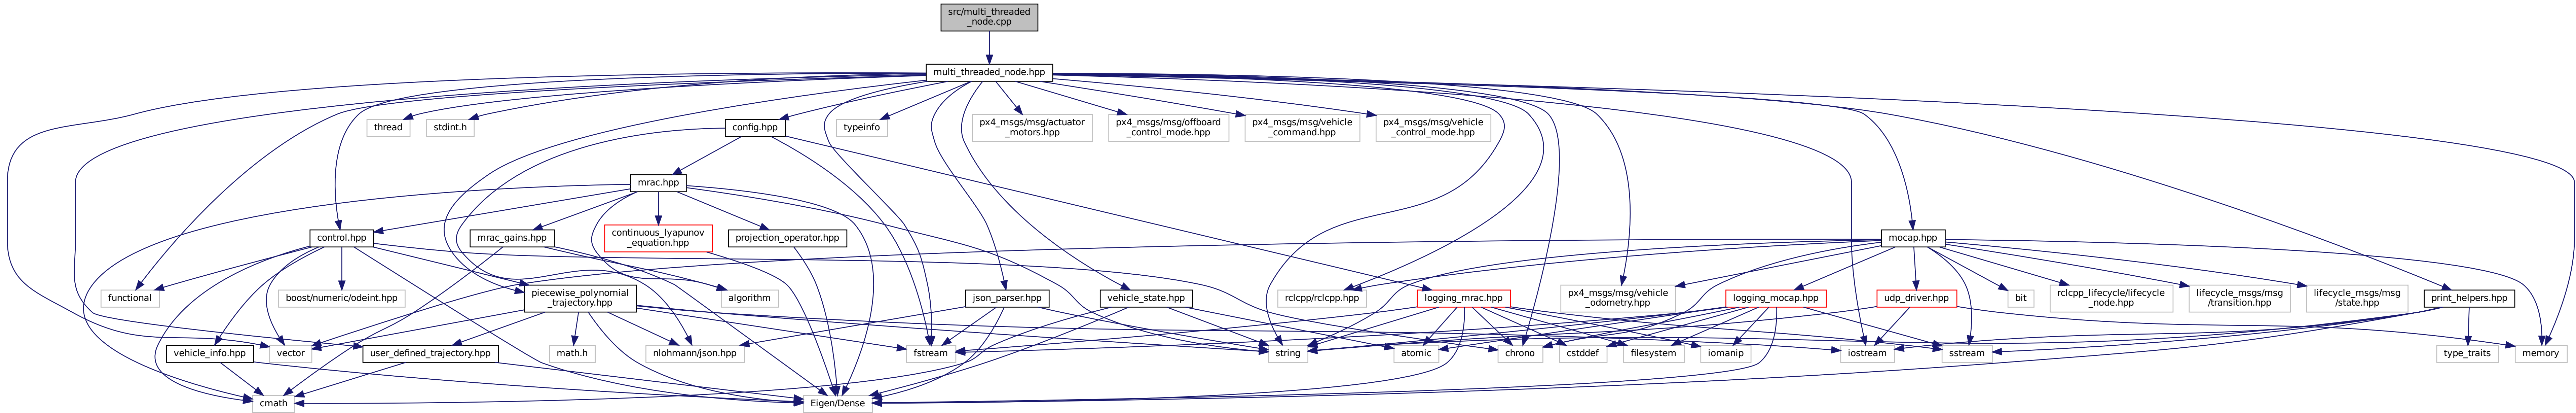 src/multi_threaded
_node.cpp
multi_threaded_node.hpp
thread
stdint.h
config.hpp
typeinfo
px4_msgs/msg/actuator
_motors.hpp
px4_msgs/msg/offboard
_control_mode.hpp
px4_msgs/msg/vehicle
_command.hpp
px4_msgs/msg/vehicle
_control_mode.hpp
mrac.hpp
control.hpp
mrac_gains.hpp
continuous_lyapunov
_equation.hpp
projection_operator.hpp
mocap.hpp
functional
boost/numeric/odeint.hpp
piecewise_polynomial
_trajectory.hpp
algorithm
json_parser.hpp
vehicle_state.hpp
rclcpp/rclcpp.hpp
logging_mrac.hpp
px4_msgs/msg/vehicle
_odometry.hpp
logging_mocap.hpp
udp_driver.hpp
bit
rclcpp_lifecycle/lifecycle
_node.hpp
lifecycle_msgs/msg
/transition.hpp
lifecycle_msgs/msg
/state.hpp
print_helpers.hpp
vehicle_info.hpp
vector
user_defined_trajectory.hpp
math.h
nlohmann/json.hpp
fstream
string
atomic
chrono
cstddef
filesystem
iomanip
iostream
sstream
type_traits
memory
cmath
Eigen/Dense